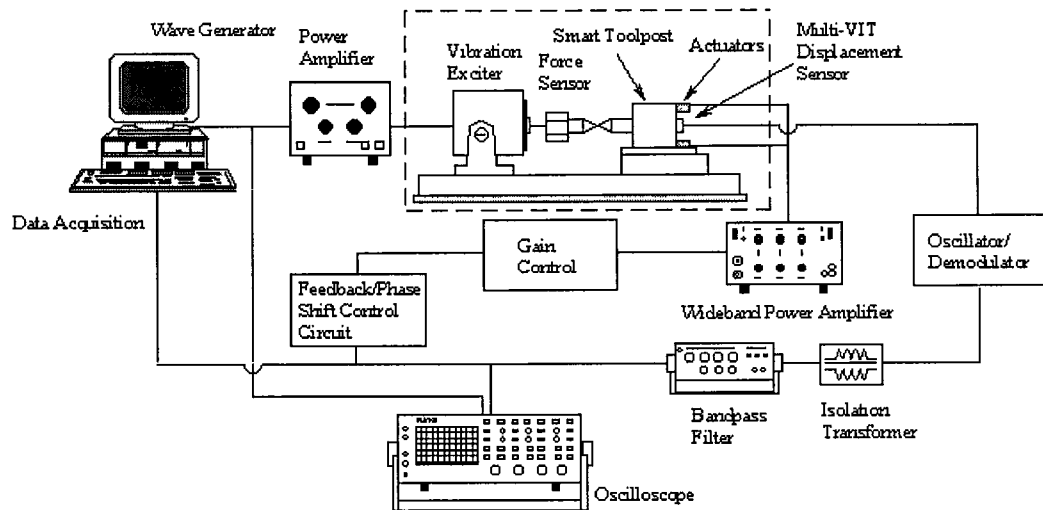 Wave Generator
Power
Amplifier
Vibration
Exciter
Force
Sensor
Smart Toolpost
Actuators
Multi-VIT
Displacement
Sensor
Data Acquisition
Gain
Control
Oscillator/
Demodulator
Feedback/Phase
Shift Control
Circuit
Wideband Power Amplifier
Bandpass
Filter
Isolation
Transformer
Oscilloscope